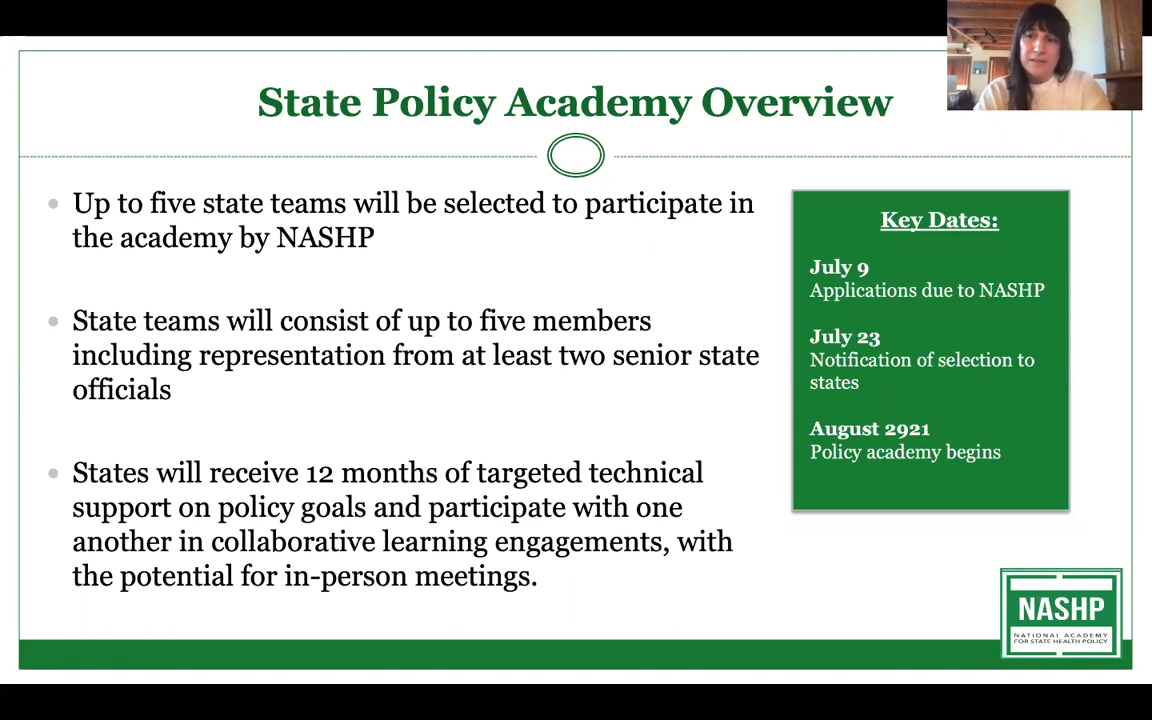 State Policy Academy Overview
Up to five state teams will be selected to participate in
the academy by NASHP
State teams will consist of up to five members
including representation from at least two senior state
officials
States will receive 12 months of targeted technical
support on policy goals and participate with one
another in collaborative learning engagements, with
the potential for in-person meetings.
Key Dates:
July 9
Applications due to NASHP
July 23
Notification of selection to
states
August 2921
Policy academy begins
NASHP
NATIONAL ACADEMY
FOR STATE HEALTH POLICY